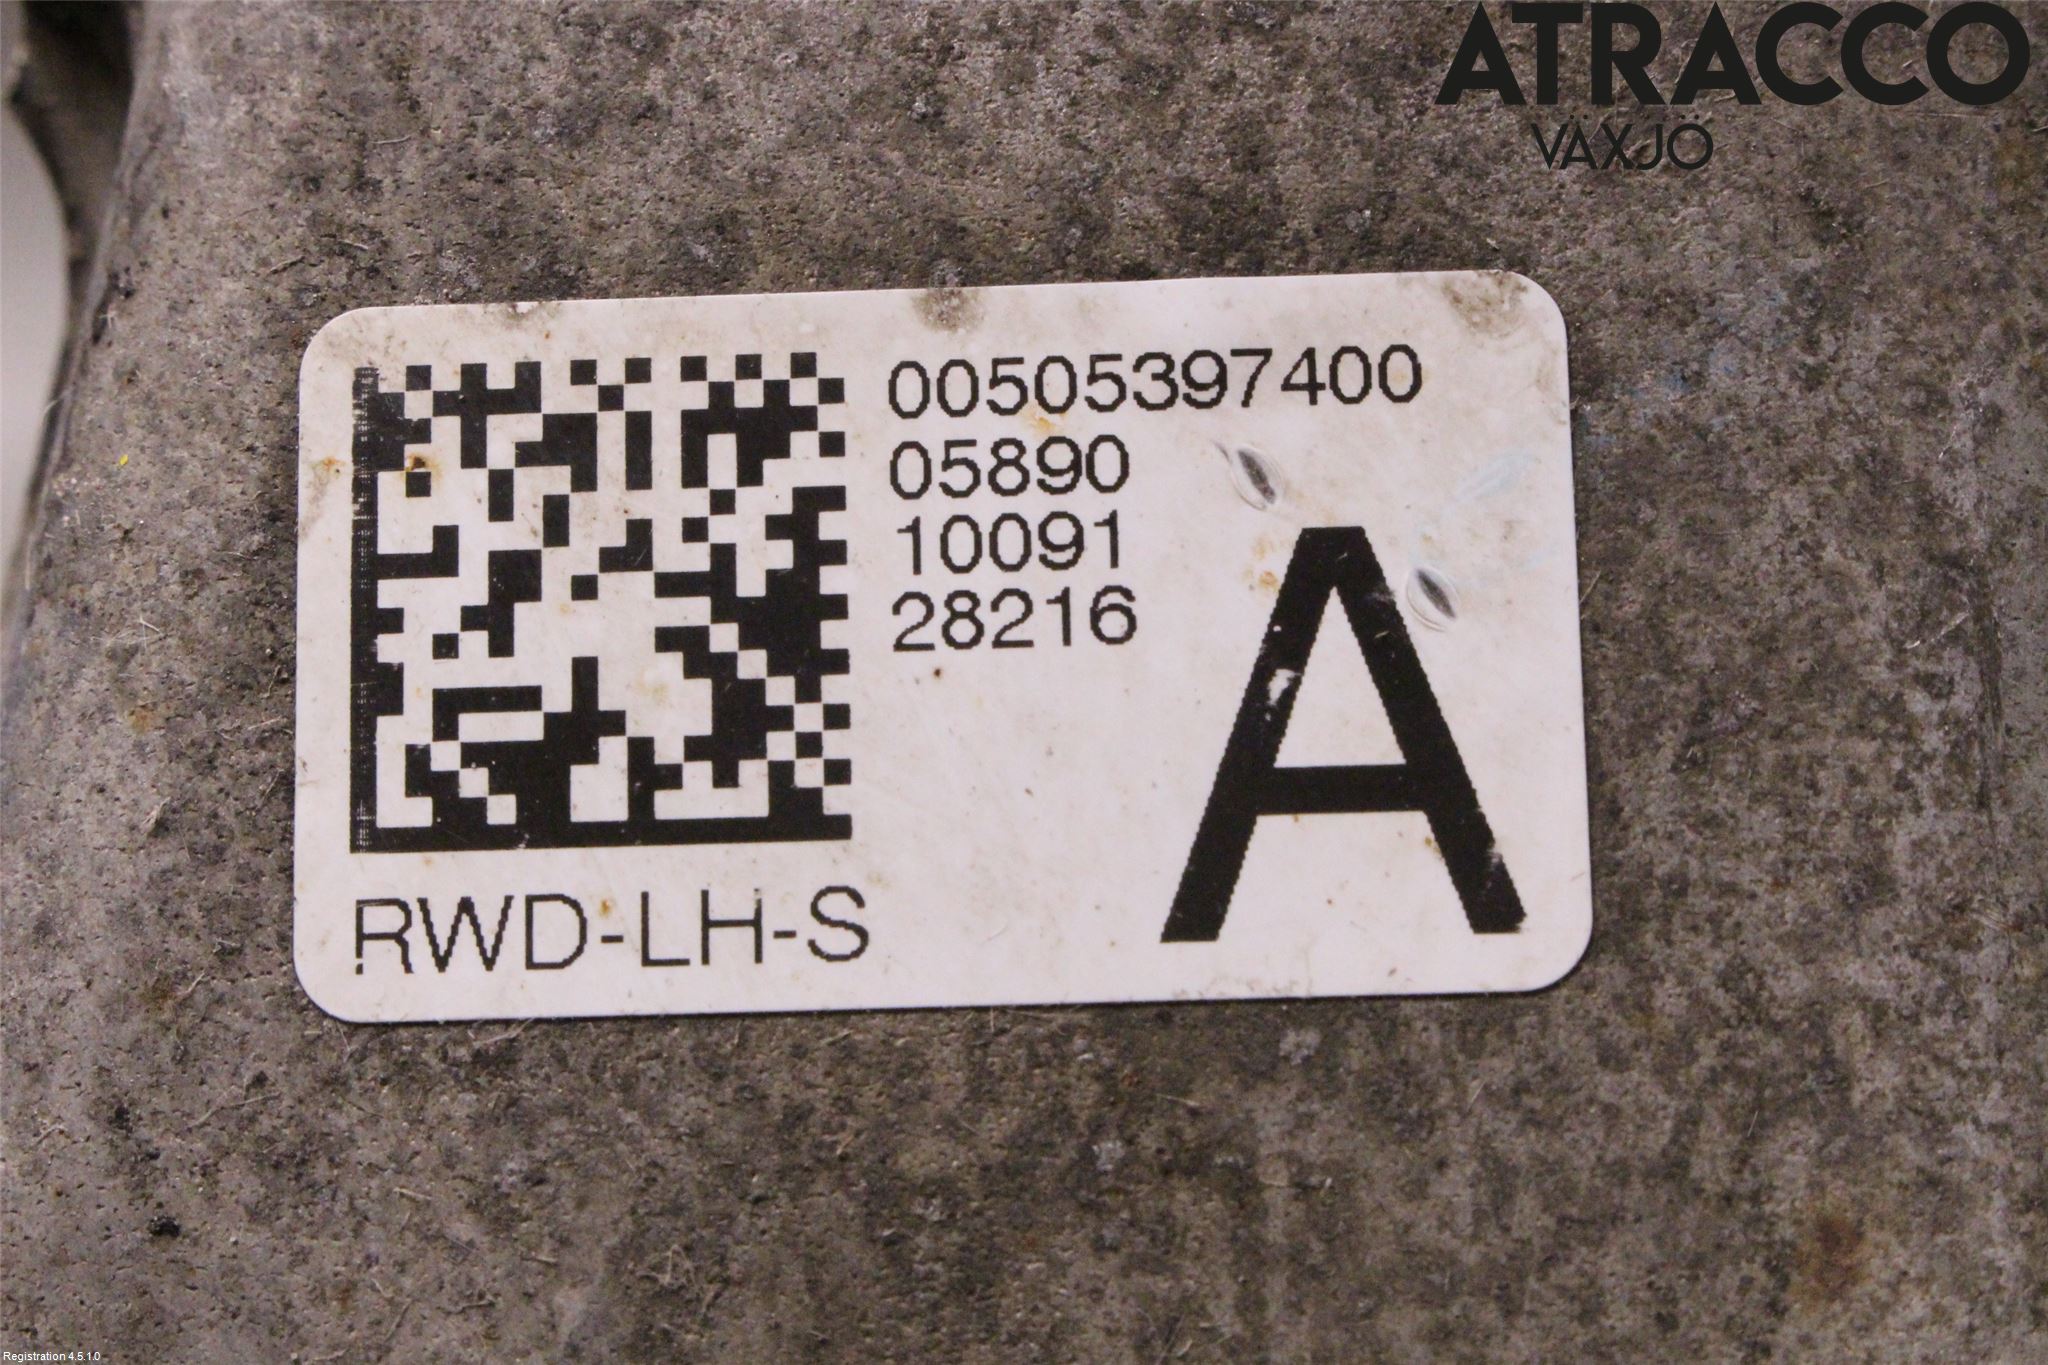 ATRACCO
VÄXJÖ
00505397400
05890
10091
28216
A
RWD-LH-S
Registration 4.5.1.0